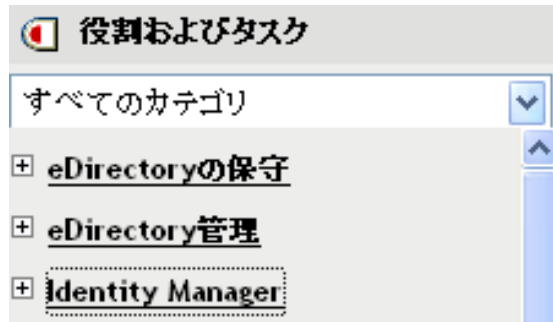 役割およびタスク
すべてのカテゴリ
eDirectoryの保守
eDirectory管理
Identity Manager